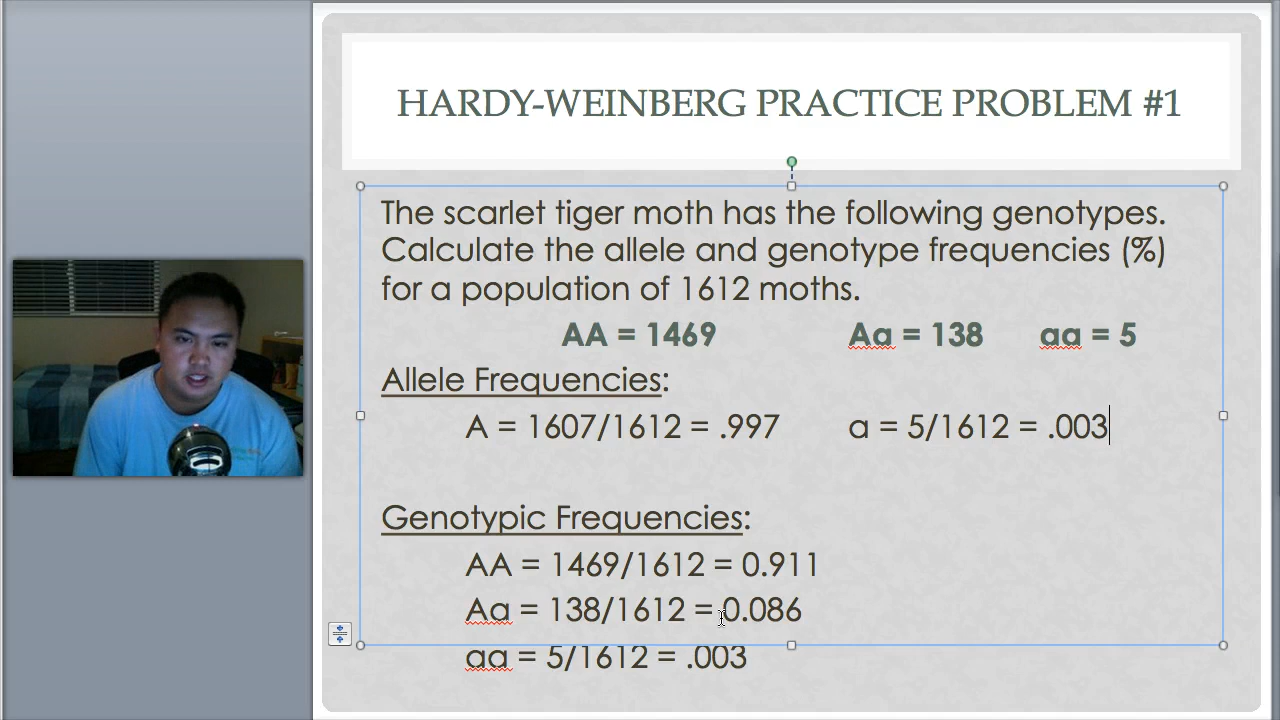 HARDY-WEINBERG PRACTICE PROBLEM #1
The scarlet tiger moth has the following genotypes.
Calculate the allele and genotype frequencies (%)
for a population of 1612 moths.
AA = 1469 Aa = 138 aa = 5
Allele Frequencies:
A = 1607/1612 = .997 a = 5/1612 = .003
Genotypic Frequencies:
AA = 1469/1612 = 0.911
Aa = 138/1612 = 0.086
aa = 5/1612 = .003